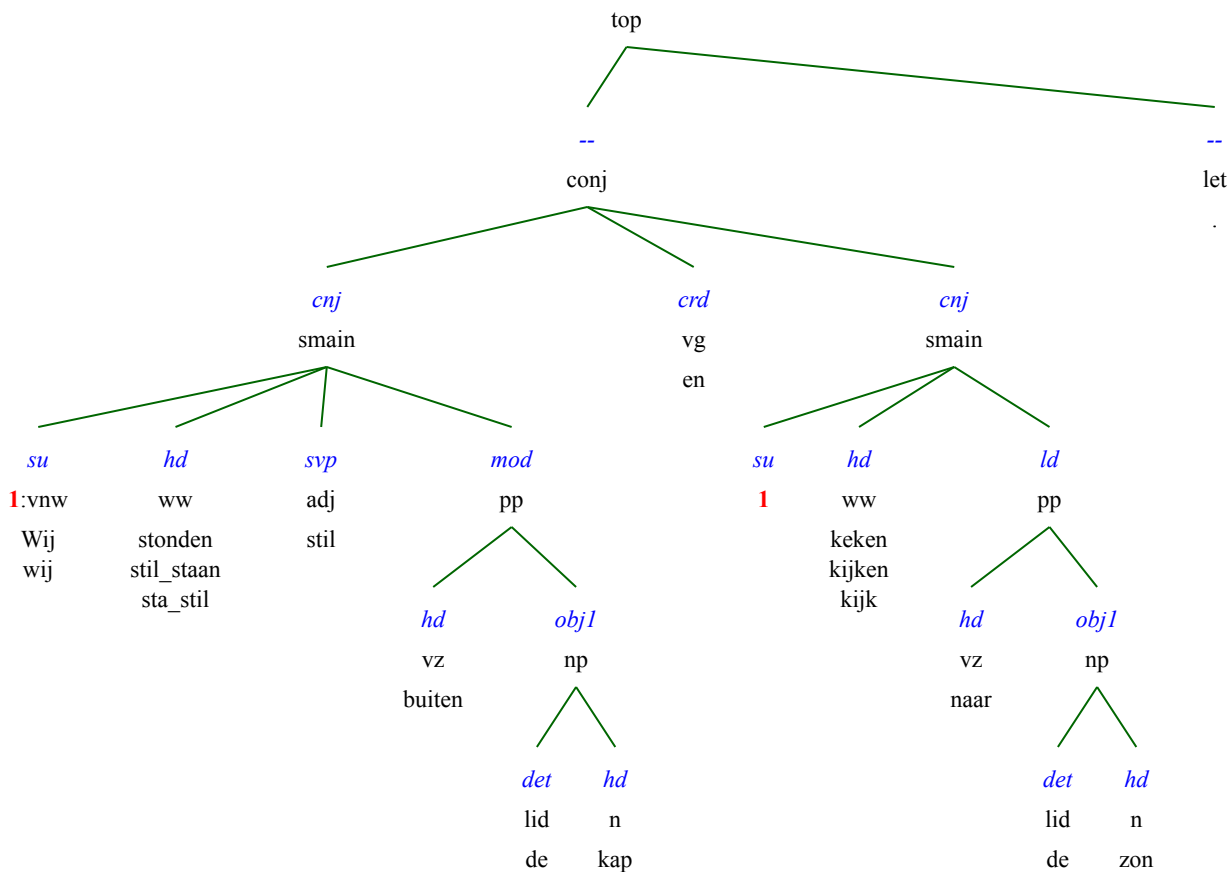 top
-- --
conj let
.
cnj crd cnj
smain vg smain
en
su hd svp mod su hd ld
1:vnw ww adj pp 1 ww pp
Wij stonden stil keken
wij stil_staan kijken
sta_stil kijk
hd obj1 hd obj1
vz np vz np
buiten naar
det hd det hd
lid n lid n
de kap de zon